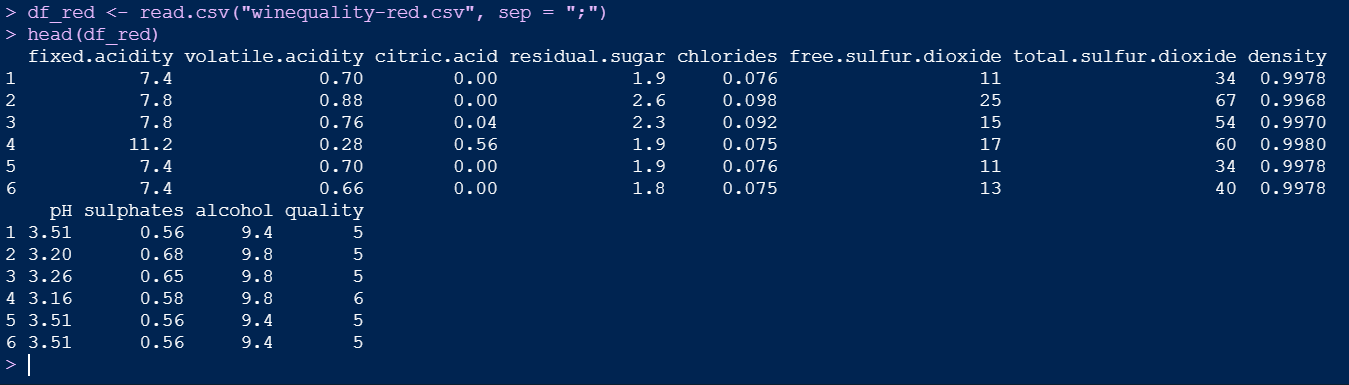 > df_red <- read.csv("winequality-red.csv", sep = ";")
> head(df_red)
  fixed.acidity volatile.acidity citric.acid residual.sugar chlorides free.sulfur.dioxide total.sulfur.dioxide density
1           7.4             0.70        0.00            1.9     0.076                  11                   34  0.9978
2           7.8             0.88        0.00            2.6     0.098                  25                   67  0.9968
3           7.8             0.76        0.04            2.3     0.092                  15                   54  0.9970
4          11.2             0.28        0.56            1.9     0.075                  17                   60  0.9980
5           7.4             0.70        0.00            1.9     0.076                  11                   34  0.9978
6           7.4             0.66        0.00            1.8     0.075                  13                   40  0.9978
    pH sulphates alcohol quality
1 3.51      0.56     9.4       5
2 3.20      0.68     9.8       5
3 3.26      0.65     9.8       5
4 3.16      0.58     9.8       6
5 3.51      0.56     9.4       5
6 3.51      0.56     9.4       5
>